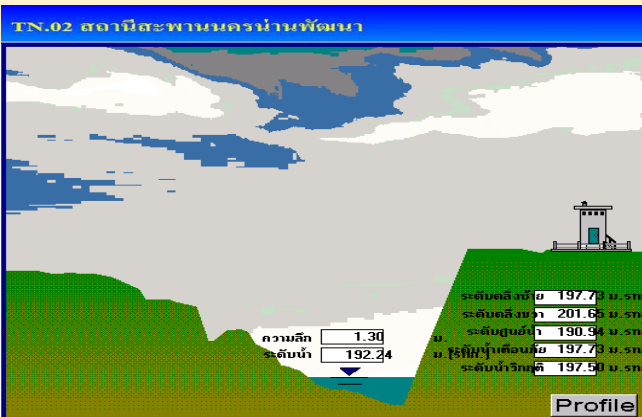 TN.02 สถานีสะพานนครน่านพัฒนา
ความลึก 1.30 ม.
ระดับน้ำ 192.24 ม.(รทก.)
ระดับตลิ่งซ้าย 197.73 ม.รท
ระดับตลิ่งขวา 201.65 ม.รท
ระดับศูนย์น้ำ 190.94 ม.รท
ระดับน้ำเตือนภัย 197.73 ม.รท
ระดับน้ำวิกฤติ 197.50 ม.รท
Profile